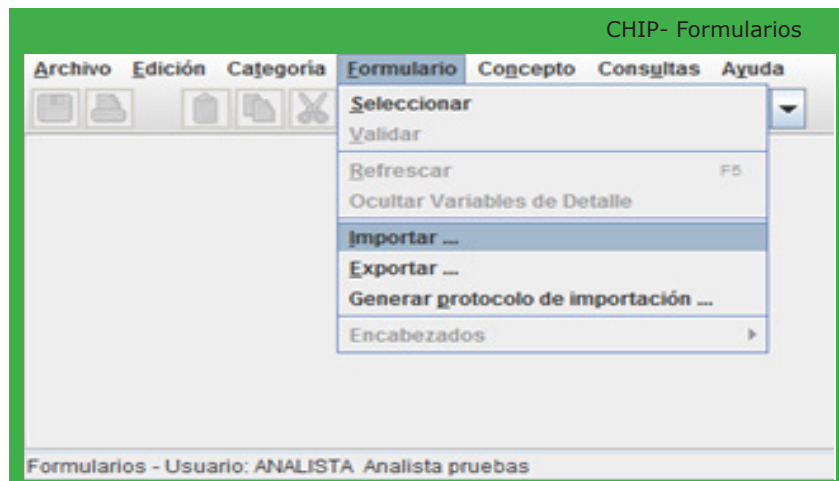 CHIP- Formularios
Archivo Edición Categoría Formulario Concepto Consultas Ayuda
Seleccionar
Validar
Refrescar F5
Ocultar Variables de Detalle
Importar ...
Exportar ...
Generar protocolo de importación ...
Encabezados
Formularios - Usuario: ANALISTA Analista pruebas